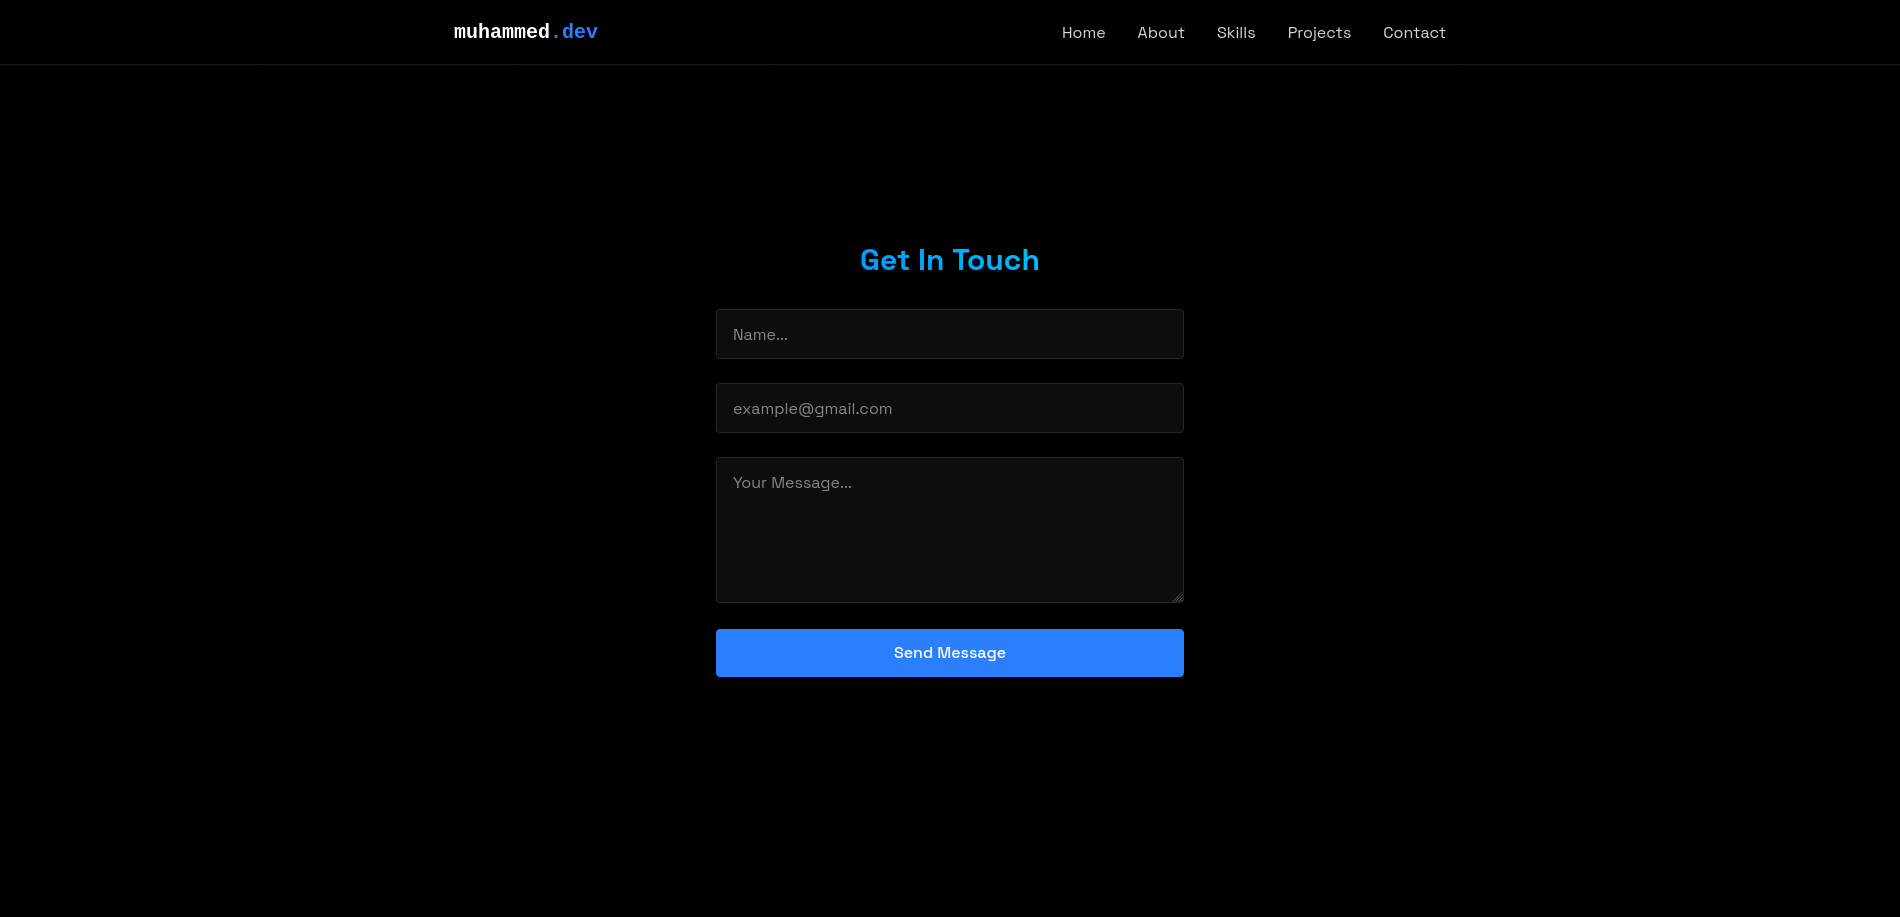 muhammed.dev
Home About Skills Projects Contact
Get In Touch
Name...
example@gmail.com
Your Message...
Send Message